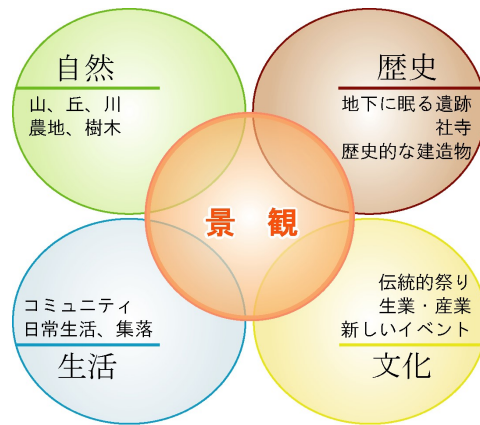 自然
山、丘、川
農地、樹木
歴史
地下に眠る遺跡
社寺
歴史的な建造物
景　観
コミュニティ
日常生活、集落
生活
伝統的祭り
生業・産業
新しいイベント
文化